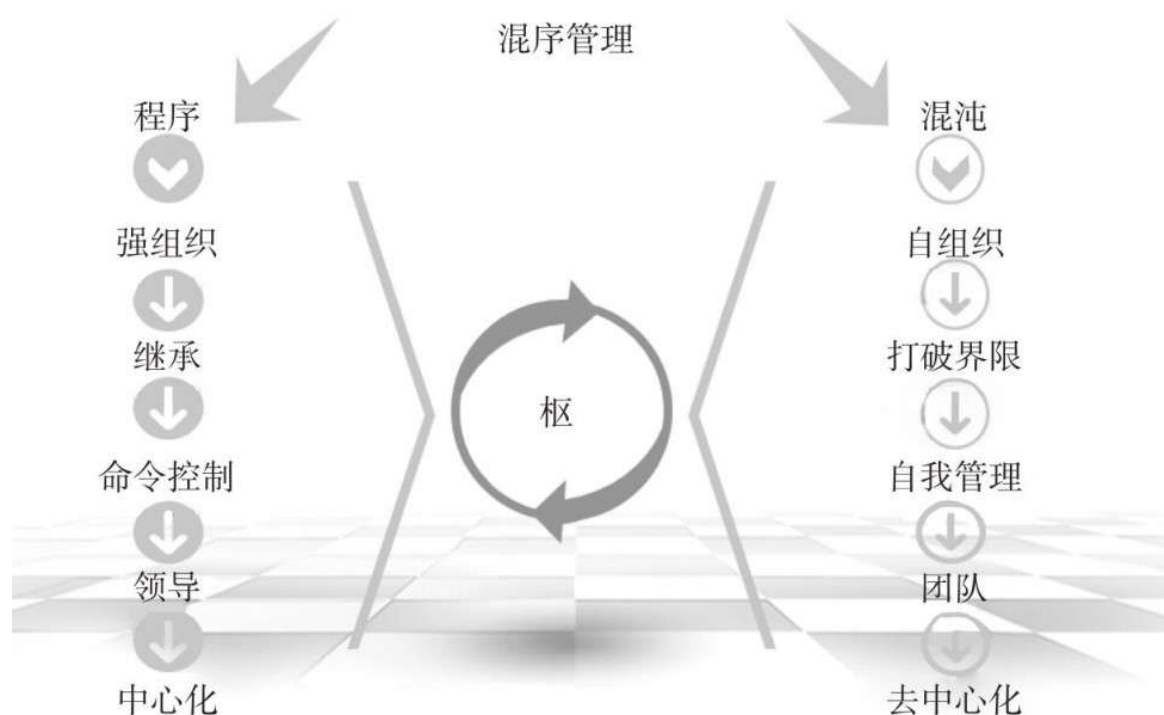 混序管理
程序
强组织
继承
命令控制
领导
中心化
枢
混沌
自组织
打破界限
自我管理
团队
去中心化